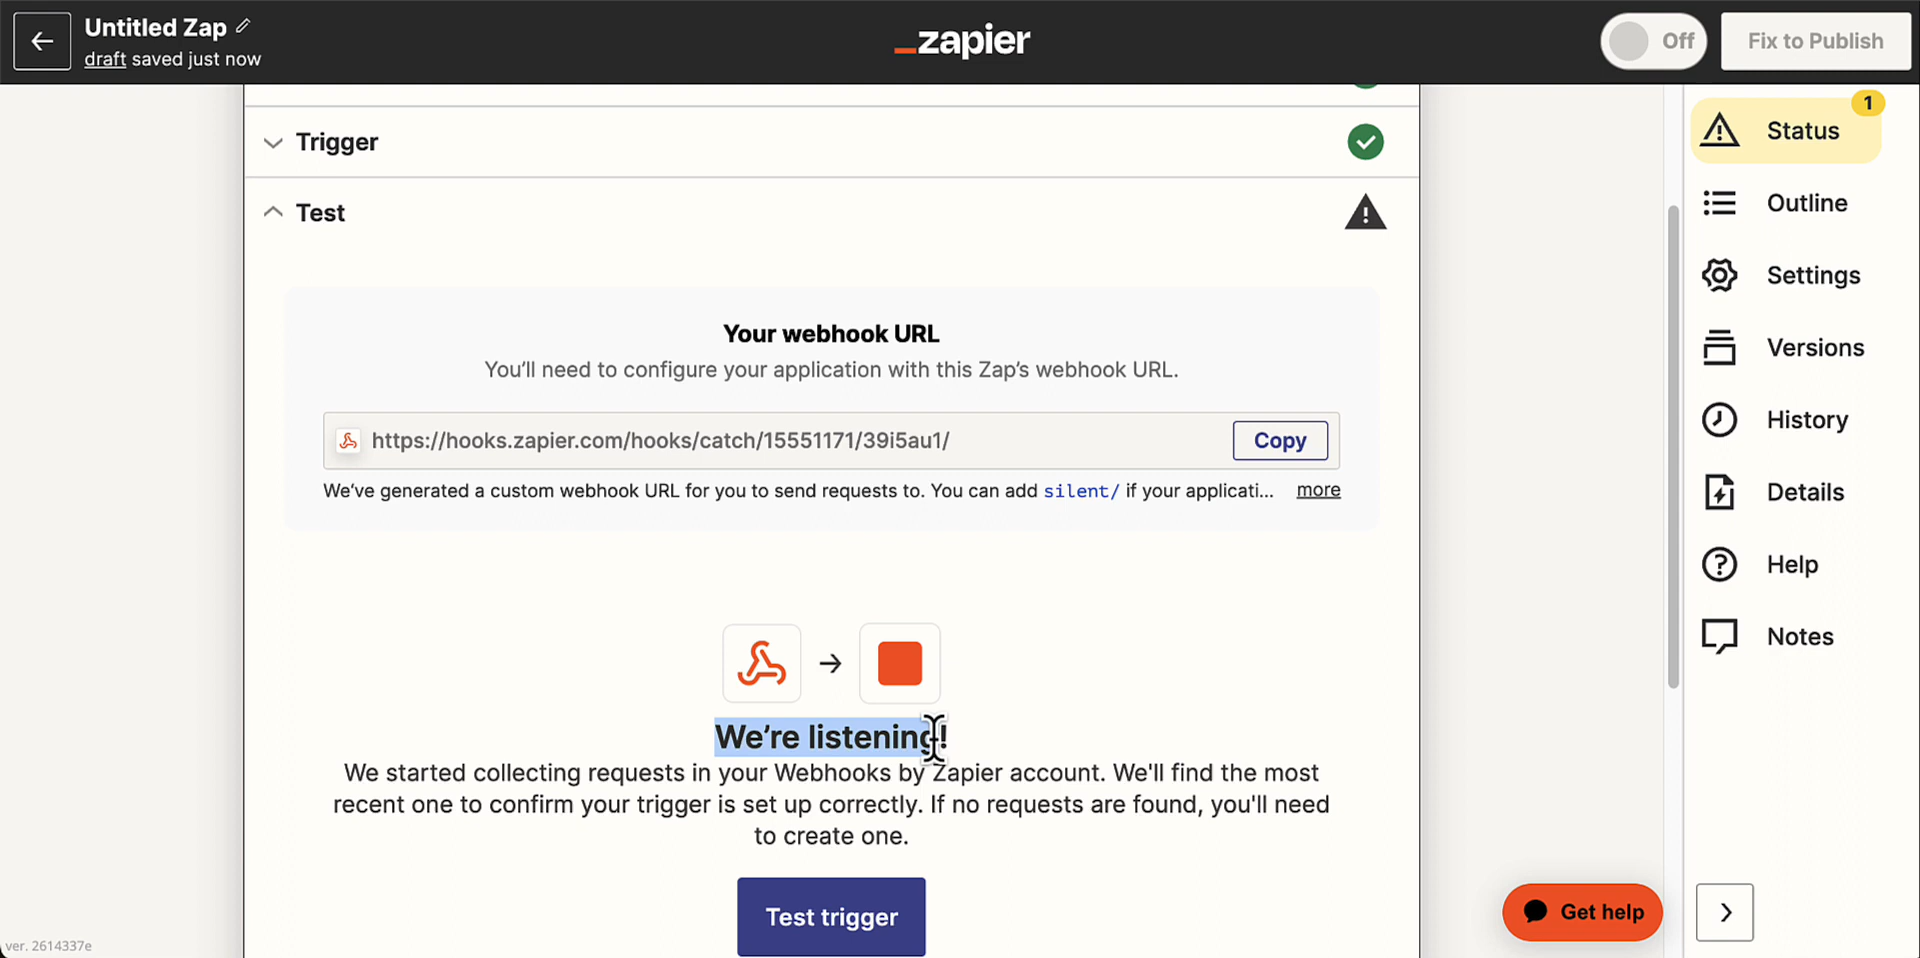 Untitled Zap
draft saved just now
zapier
Off
Fix to Publish
Trigger
Test
Your webhook URL
You’ll need to configure your application with this Zap’s webhook URL.
https://hooks.zapier.com/hooks/catch/15551171/39i5au1/
Copy
We’ve generated a custom webhook URL for you to send requests to. You can add silent/ if your applicati... more
We’re listening!
We started collecting requests in your Webhooks by Zapier account. We'll find the most
recent one to confirm your trigger is set up correctly. If no requests are found, you'll need
to create one.
Test trigger
1
Status
Outline
Settings
Versions
History
Details
Help
Notes
Get help
ver. 2614337e